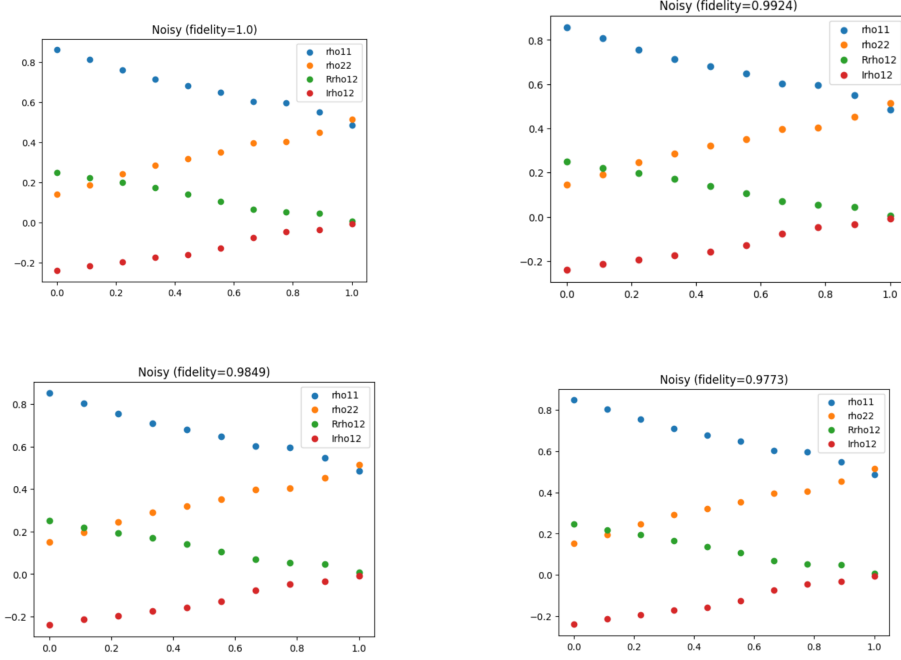 Noisy (fidelity=1.0)
rho11
rho22
Rrho12
Irho12
0.8
0.6
0.4
0.2
0.0
−0.2
0.0 0.2 0.4 0.6 0.8 1.0
Noisy (fidelity=0.9924)
rho11
rho22
Rrho12
Irho12
0.8
0.6
0.4
0.2
0.0
−0.2
0.0 0.2 0.4 0.6 0.8 1.0
Noisy (fidelity=0.9849)
rho11
rho22
Rrho12
Irho12
0.8
0.6
0.4
0.2
0.0
−0.2
0.0 0.2 0.4 0.6 0.8 1.0
Noisy (fidelity=0.9773)
rho11
rho22
Rrho12
Irho12
0.8
0.6
0.4
0.2
0.0
−0.2
0.0 0.2 0.4 0.6 0.8 1.0